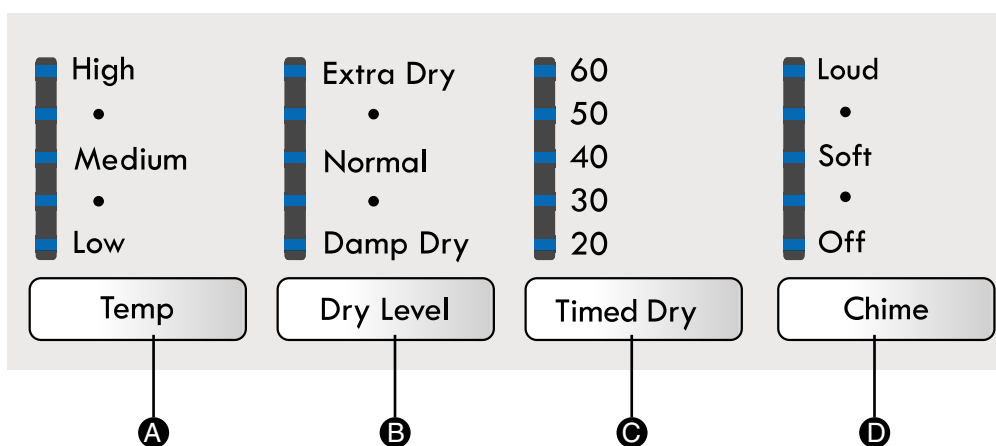 High
•
Medium
•
Low
Temp
A
Extra Dry
•
Normal
•
Damp Dry
Dry Level
B
60
50
40
30
20
Timed Dry
C
Loud
•
Soft
•
Off
Chime
D